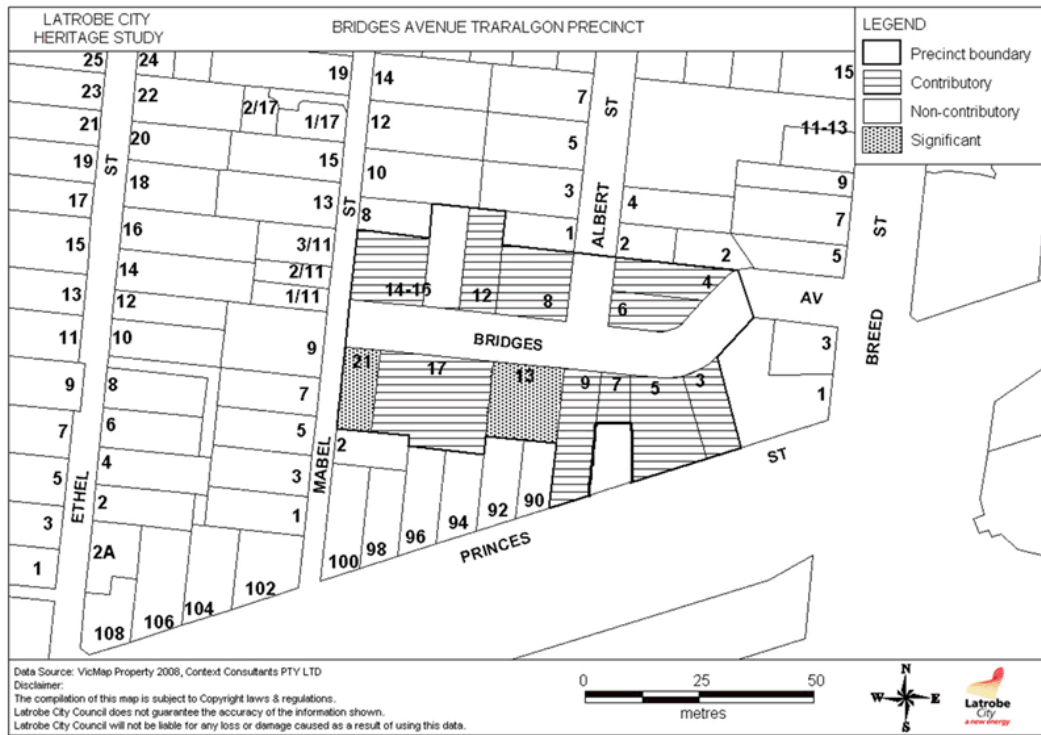 LATROBE CITY
HERITAGE STUDY
BRIDGES AVENUE TRARALGON PRECINCT
LEGEND
Precinct boundary
Contributory
Non-contributory
Significant
25
24
19
14
7
15
23
22
2/17
1/17
12
ST
11-13
21
20
5
19
ST
15
10
9
17
18
13
ST
3
ALBERT
4
7
ST
15
16
3/11
8
1
2
2
5
14
2/11
14-16
12
8
4
13
12
1/11
6
AV
11
10
9
BRIDGES
BREED
3
9
8
7
21
17
13
9
7
5
3
1
7
6
5
2
5
4
3
MABEL
ST
3
ETHEL
2
1
90
92
94
96
98
100
PRINCES
1
2A
102
104
106
108
Data Source: VicMap Property 2008, Context Consultants PTY LTD
Disclaimer:
The compilation of this map is subject to Copyright laws & regulations.
Latrobe City Council does not guarantee the accuracy of the information shown.
Latrobe City Council will not be liable for any loss or damage caused as a result of using this data.
0 25 50
metres
N
W E
S
Latrobe
City
a new energy